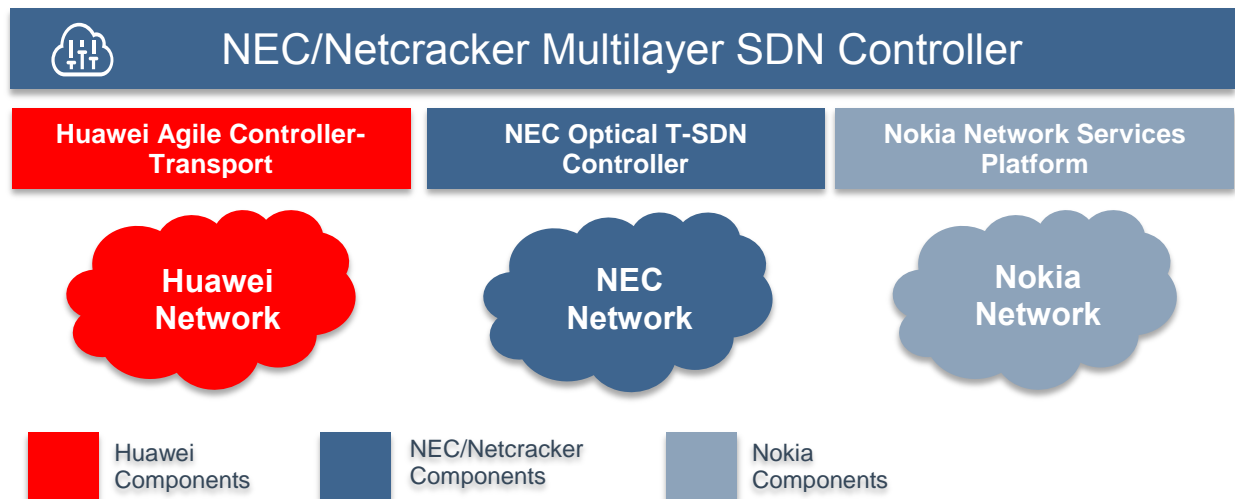 NEC/Netcracker Multilayer SDN Controller
Huawei Agile Controller-
Transport
NEC Optical T-SDN
Controller
Nokia Network Services
Platform
Huawei
Network
NEC
Network
Nokia
Network
Huawei
Components
NEC/Netcracker
Components
Nokia
Components